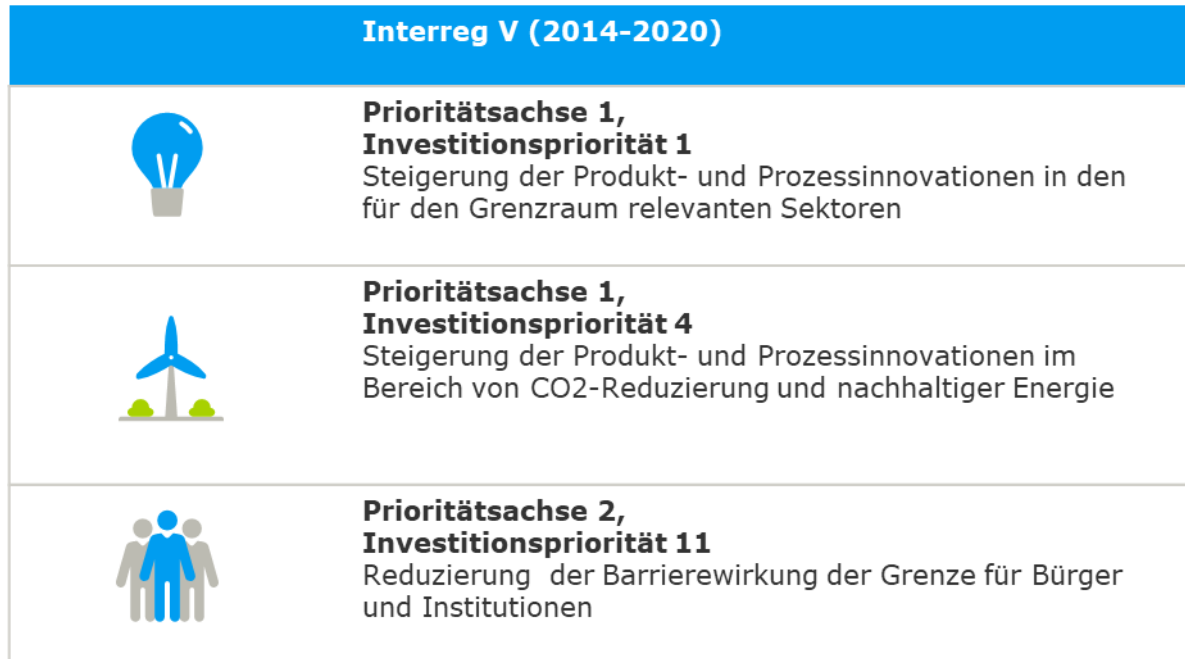 Interreg V (2014-2020)
Prioritätsachse 1,
Investitionspriorität 1
Steigerung der Produkt- und Prozessinnovationen in den
für den Grenzraum relevanten Sektoren
Prioritätsachse 1,
Investitionspriorität 4
Steigerung der Produkt- und Prozessinnovationen im
Bereich von CO2-Reduzierung und nachhaltiger Energie
Prioritätsachse 2,
Investitionspriorität 11
Reduzierung  der Barrierewirkung der Grenze für Bürger
und Institutionen